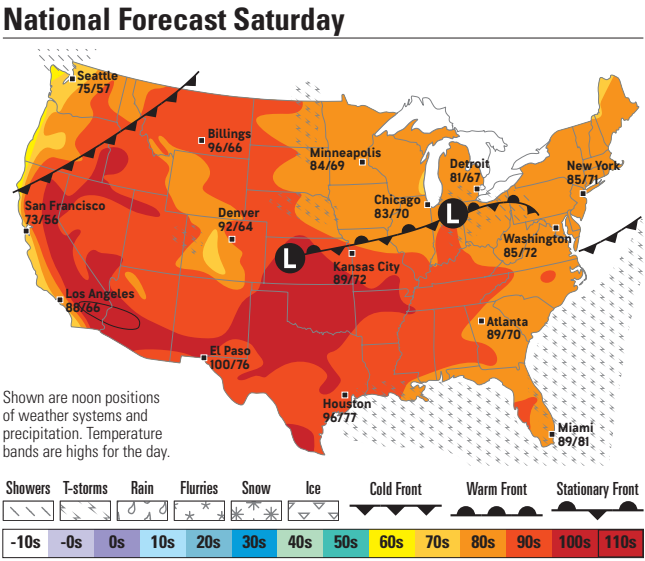 National Forecast Saturday
Seattle
75/57
Billings
96/66
Minneapolis
84/69
Detroit
81/67
New York
85/71
San Francisco
73/56
Denver
92/64
Chicago
83/70
L
L
Washington
85/72
Kansas City
89/72
Los Angeles
88/66
Atlanta
89/70
El Paso
100/76
Houston
96/77
Miami
89/81
Shown are noon positions
of weather systems and
precipitation. Temperature
bands are highs for the day.
Showers T-storms Rain Flurries Snow Ice Cold Front Warm Front Stationary Front
-10s -0s 0s 10s 20s 30s 40s 50s 60s 70s 80s 90s 100s 110s